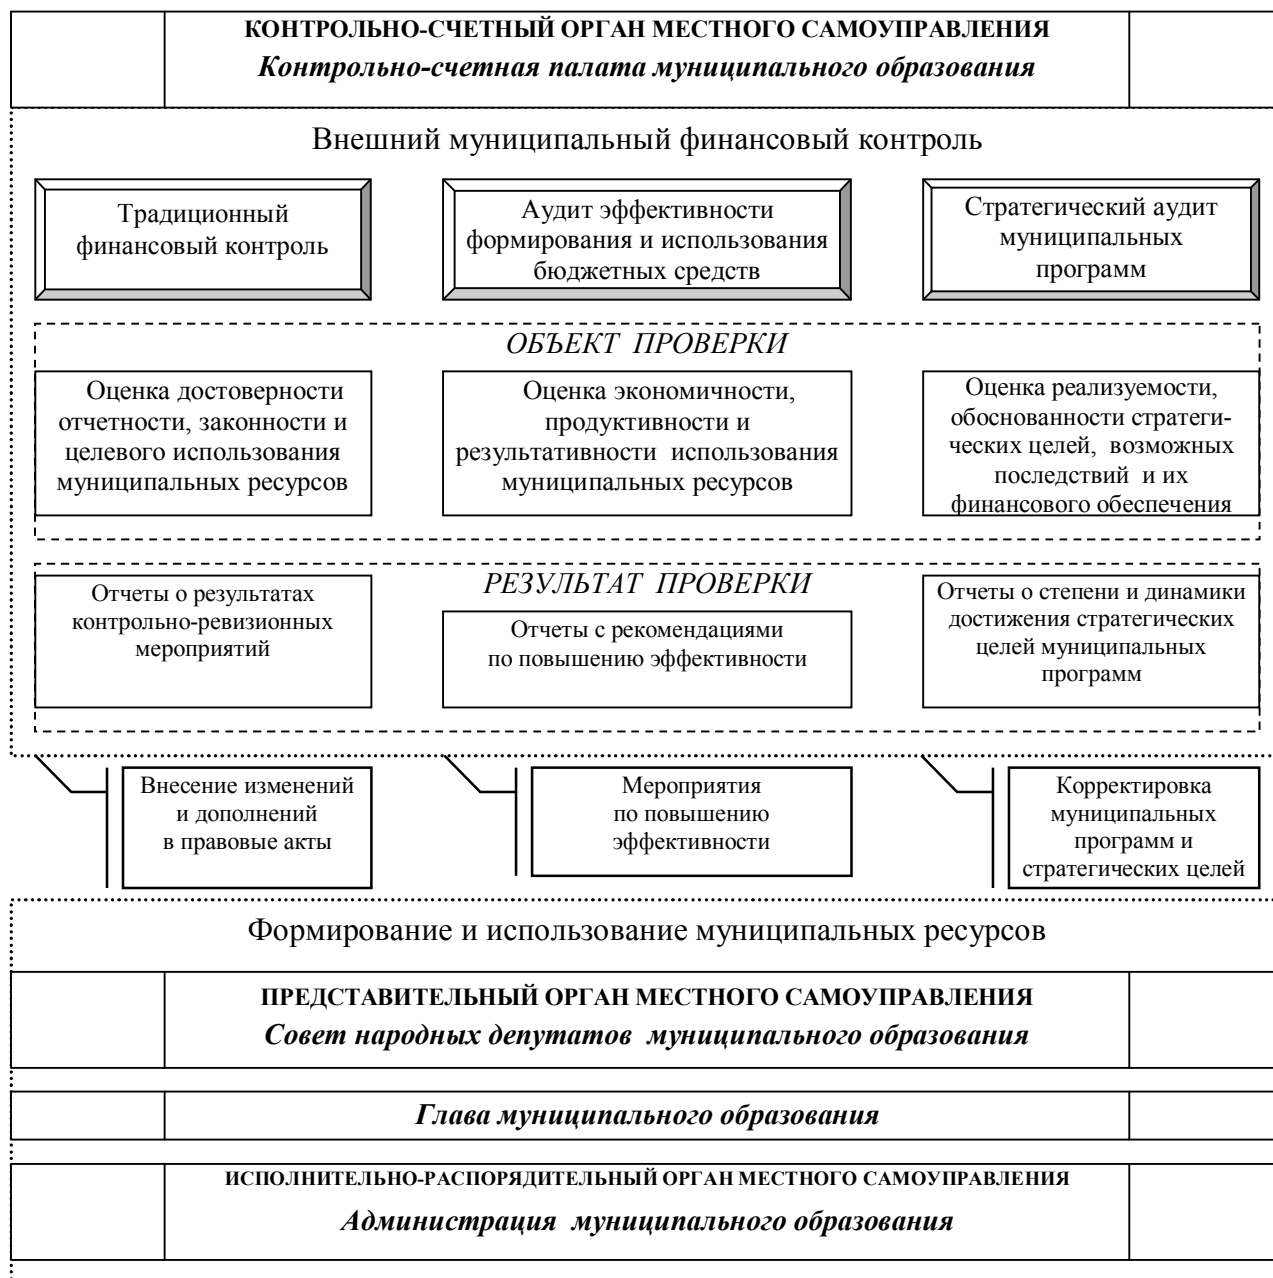 КОНТРОЛЬНО-СЧЕТНЫЙ ОРГАН МЕСТНОГО САМОУПРАВЛЕНИЯ
Контрольно-счетная палата муниципального образования
Внешний муниципальный финансовый контроль
Традиционный
финансовый контроль
Аудит эффективности
формирования и использования
бюджетных средств
Стратегический аудит
муниципальных
программ
ОБЪЕКТ ПРОВЕРКИ
Оценка достоверности
отчетности, законности и
целевого использования
муниципальных ресурсов
Оценка экономичности,
продуктивности и
результативности использования
муниципальных ресурсов
Оценка реализуемости,
обоснованности стратеги-
ческих целей, возможных
последствий и их
финансового обеспечения
РЕЗУЛЬТАТ ПРОВЕРКИ
Отчеты о результатах
контрольно-ревизионных
мероприятий
Отчеты с рекомендациями
по повышению эффективности
Отчеты о степени и динамики
достижения стратегических
целей муниципальных
программ
Внесение изменений
и дополнений
в правовые акты
Мероприятия
по повышению
эффективности
Корректировка
муниципальных
программ и
стратегических целей
Формирование и использование муниципальных ресурсов
ПРЕДСТАВИТЕЛЬНЫЙ ОРГАН МЕСТНОГО САМОУПРАВЛЕНИЯ
Совет народных депутатов муниципального образования
Глава муниципального образования
ИСПОЛНИТЕЛЬНО-РАСПОРЯДИТЕЛЬНЫЙ ОРГАН МЕСТНОГО САМОУПРАВЛЕНИЯ
Администрация муниципального образования